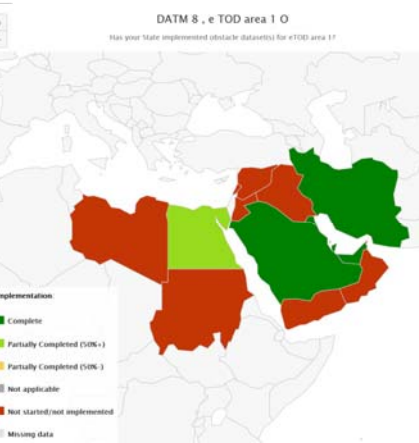 DATM 8 , e TOD area 1 O
Has your State implemented obstacle dataset(s) for eTOD area 1?
mplementation
Complete
Partially Completed (50%+)
Partially Completed (50%-)
Not applicable
Not started/not implemented
Missing data